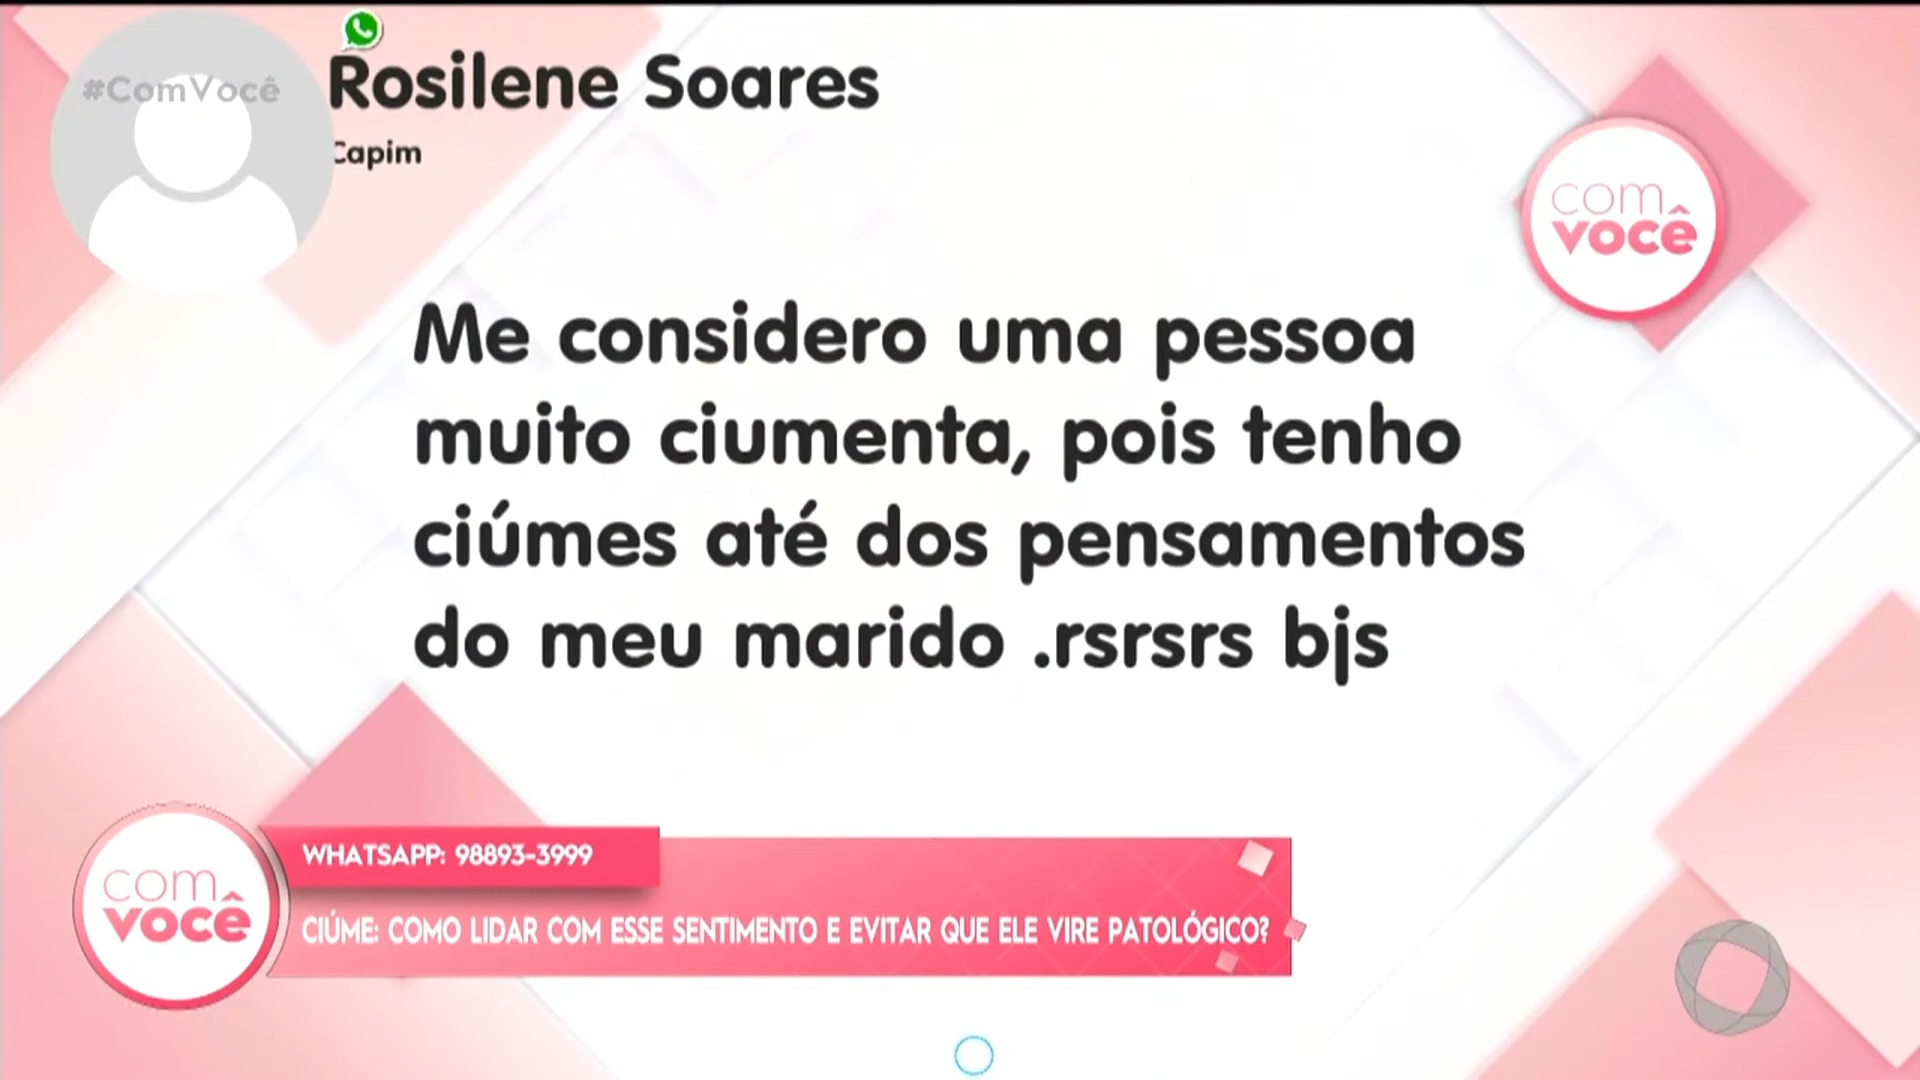 #ComVocê
Rosilene Soares
Capim
com
você
Me considero uma pessoa
muito ciumenta, pois tenho
ciúmes até dos pensamentos
do meu marido .rsrsrs bjs
WHATSAPP: 98893-3999
com
você
CIÚME: COMO LIDAR COM ESSE SENTIMENTO E EVITAR QUE ELE VIRE PATOLÓGICO?